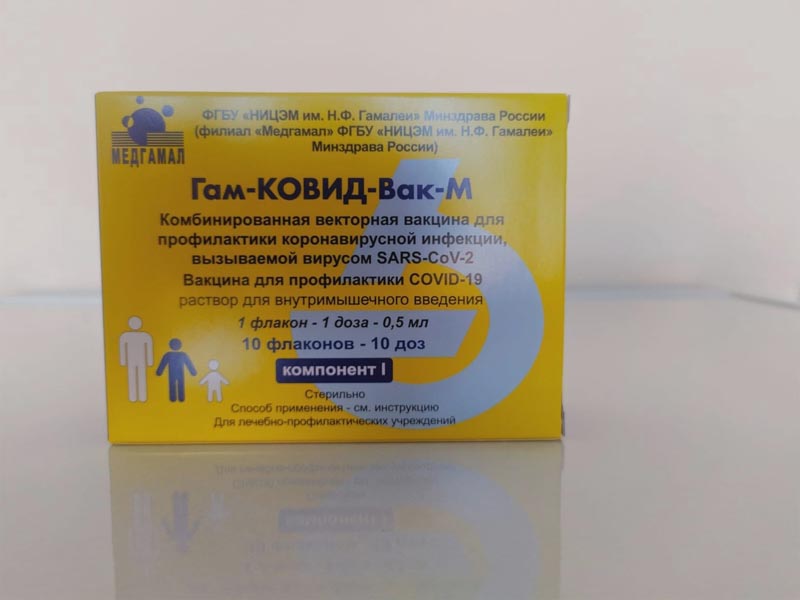 МЕДГАМАЛ
ФГБУ «НИЦЭМ им. Н.Ф. Гамалеи» Минздрава России
(филиал «Медгамал» ФГБУ «НИЦЭМ им. Н.Ф. Гамалеи»
Минздрава России)
Гам-КОВИД-Вак-М
Комбинированная векторная вакцина для
профилактики коронавирусной инфекции,
вызываемой вирусом SARS-CoV-2
Вакцина для профилактики COVID-19
раствор для внутримышечного введения
1 флакон - 1 доза - 0,5 мл
10 флаконов - 10 доз
компонент I
Стерильно
Способ применения - см. инструкцию
Для лечебно-профилактических учреждений